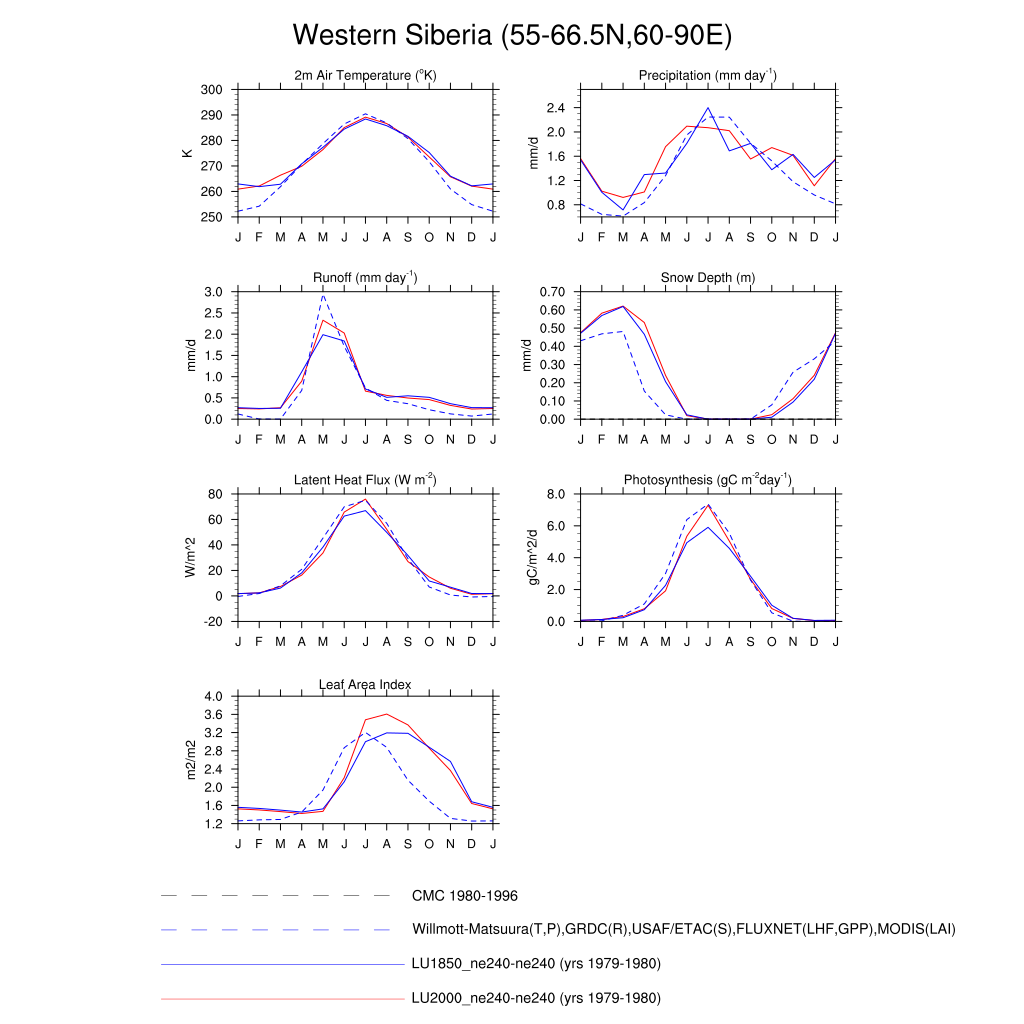 Western Siberia (55-66.5N,60-90E)
2m Air Temperature (°K)
Precipitation (mm day⁻¹)
300
290
280
270
260
250
K
J F M A M J J A S O N D J
2.4
2.0
1.6
1.2
0.8
mm/d
J F M A M J J A S O N D J
Runoff (mm day⁻¹)
Snow Depth (m)
3.0
2.5
2.0
1.5
1.0
0.5
0.0
mm/d
J F M A M J J A S O N D J
0.70
0.60
0.50
0.40
0.30
0.20
0.10
0.00
mm/d
J F M A M J J A S O N D J
Latent Heat Flux (W m⁻²)
Photosynthesis (gC m⁻²day⁻¹)
80
60
40
20
0
-20
W/m^2
J F M A M J J A S O N D J
8.0
6.0
4.0
2.0
0.0
gC/m^2/d
J F M A M J J A S O N D J
Leaf Area Index
4.0
3.6
3.2
2.8
2.4
2.0
1.6
1.2
m2/m2
J F M A M J J A S O N D J
CMC 1980-1996
Willmott-Matsuura(T,P),GRDC(R),USAF/ETAC(S),FLUXNET(LHF,GPP),MODIS(LAI)
LU1850_ne240-ne240 (yrs 1979-1980)
LU2000_ne240-ne240 (yrs 1979-1980)